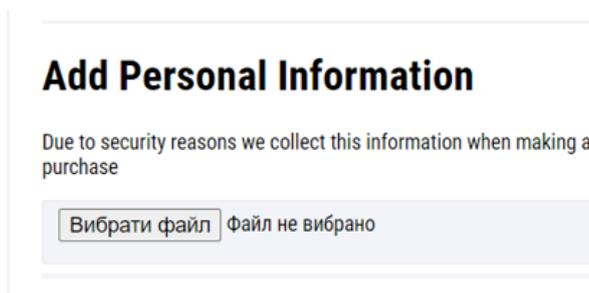 Add Personal Information
Due to security reasons we collect this information when making a
purchase
Вибрати файл Файл не вибрано